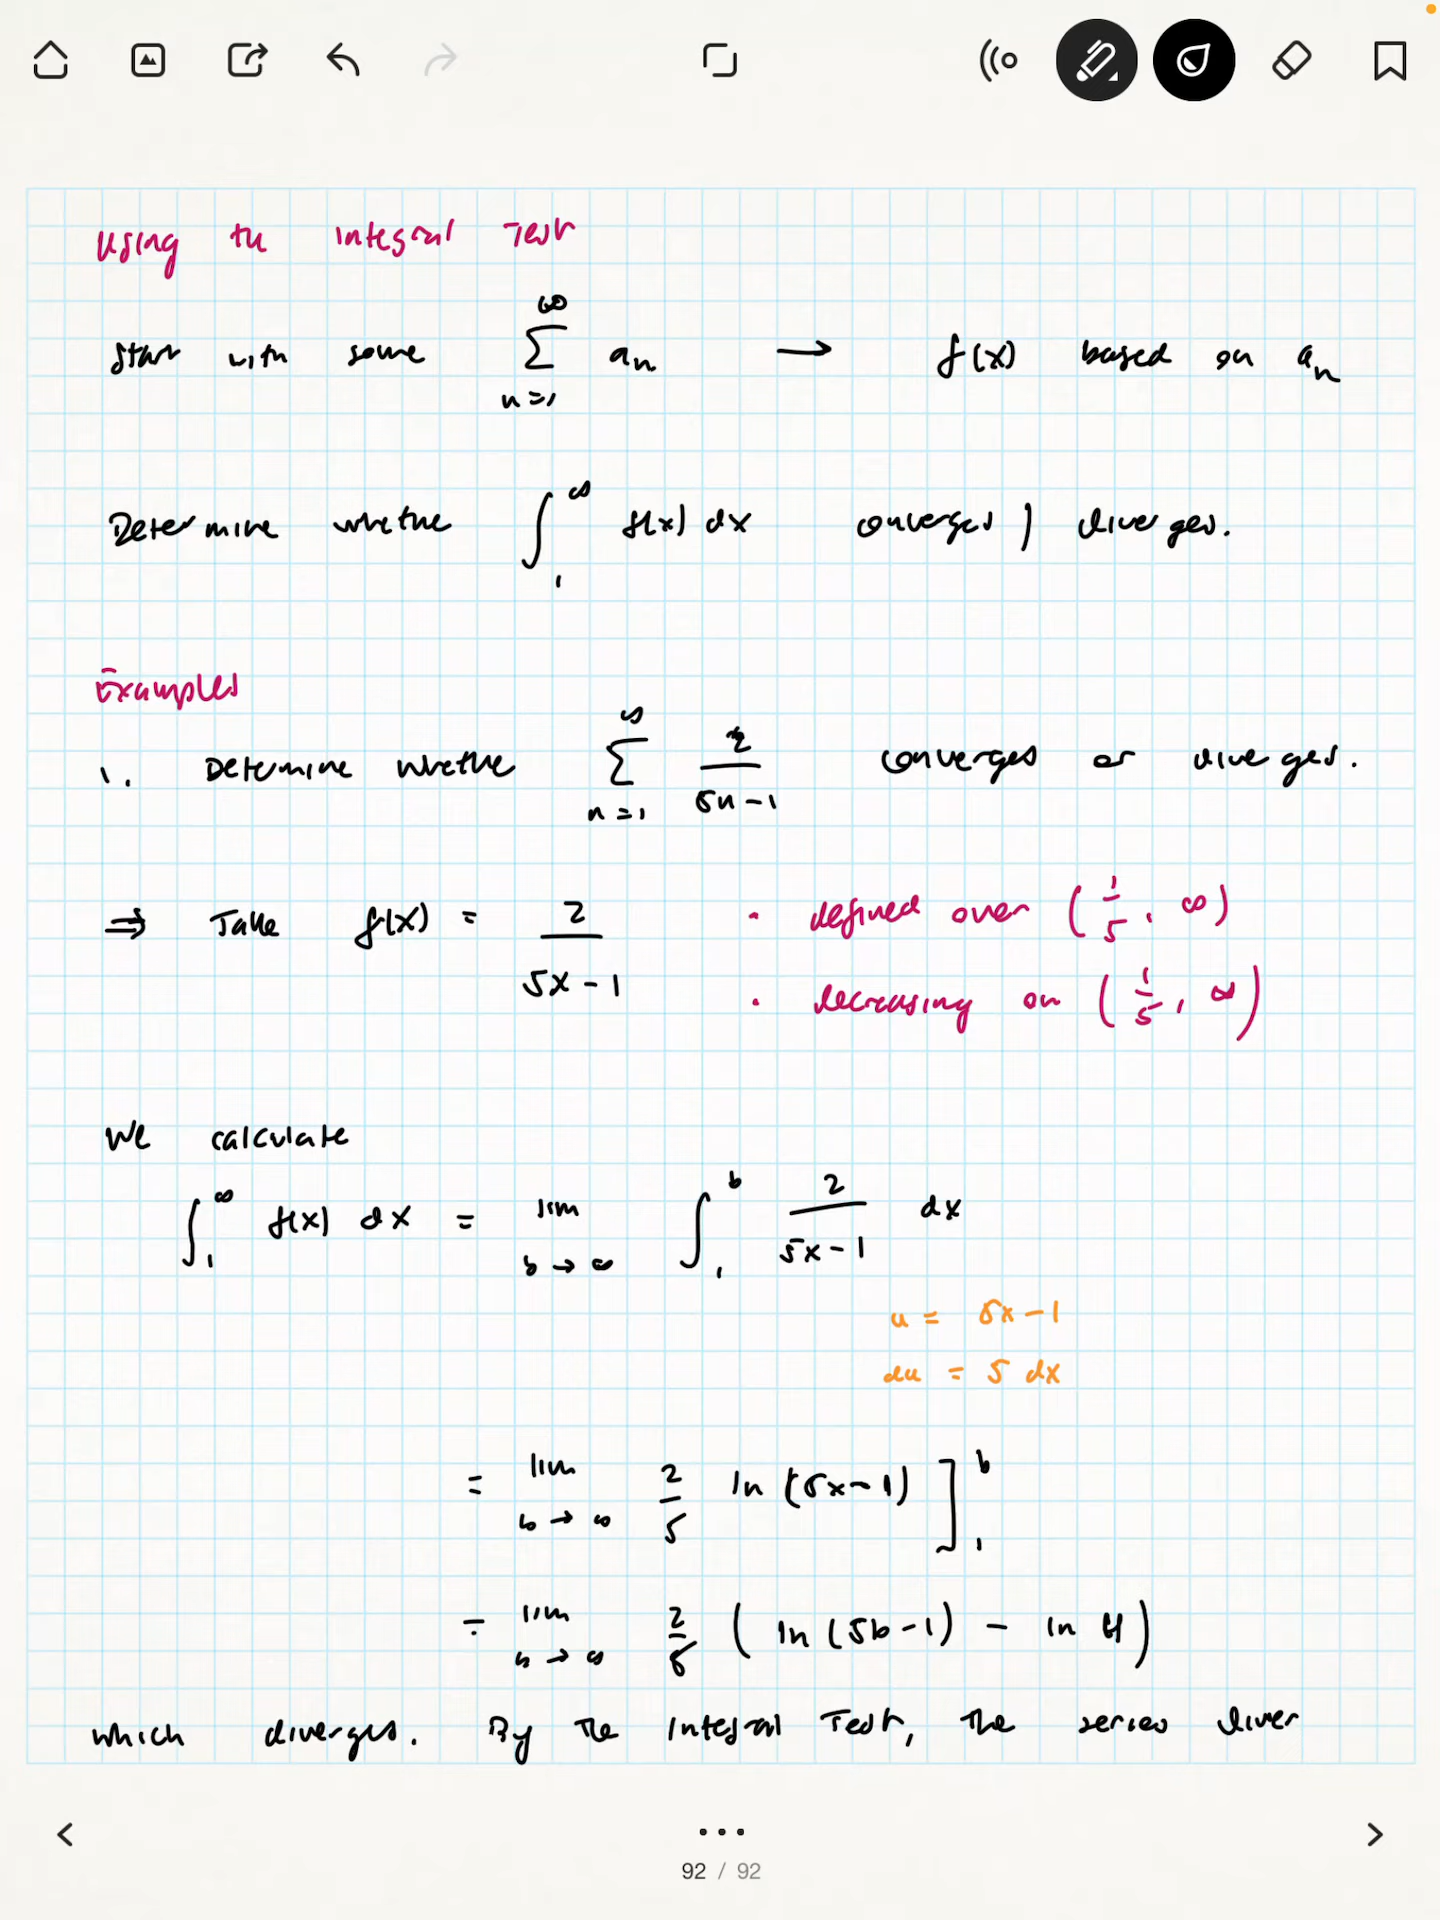 Using the Integral Test
Start with some ∞∑n=1 aₙ → f(x) based on aₙ
Determine whether ∫₁^∞ f(x) dx converges / diverges.
Examples
1. Determine whether ∞∑n=1 2/(5n-1) converges or diverges.
⇒ Take f(x) = 2/(5x-1)
· defined over (1/5, ∞)
· decreasing on (1/5, ∞)
We calculate
∫₁^∞ f(x) dx = lim b→∞ ∫₁^b 2/(5x-1) dx
u = 5x-1
du = 5 dx
= lim b→∞ 2/5 ln (5x-1) ]₁^b
= lim b→∞ 2/5 ( ln (5b-1) - ln 4 )
which diverges. By the Integral Test, the series diver
92 / 92